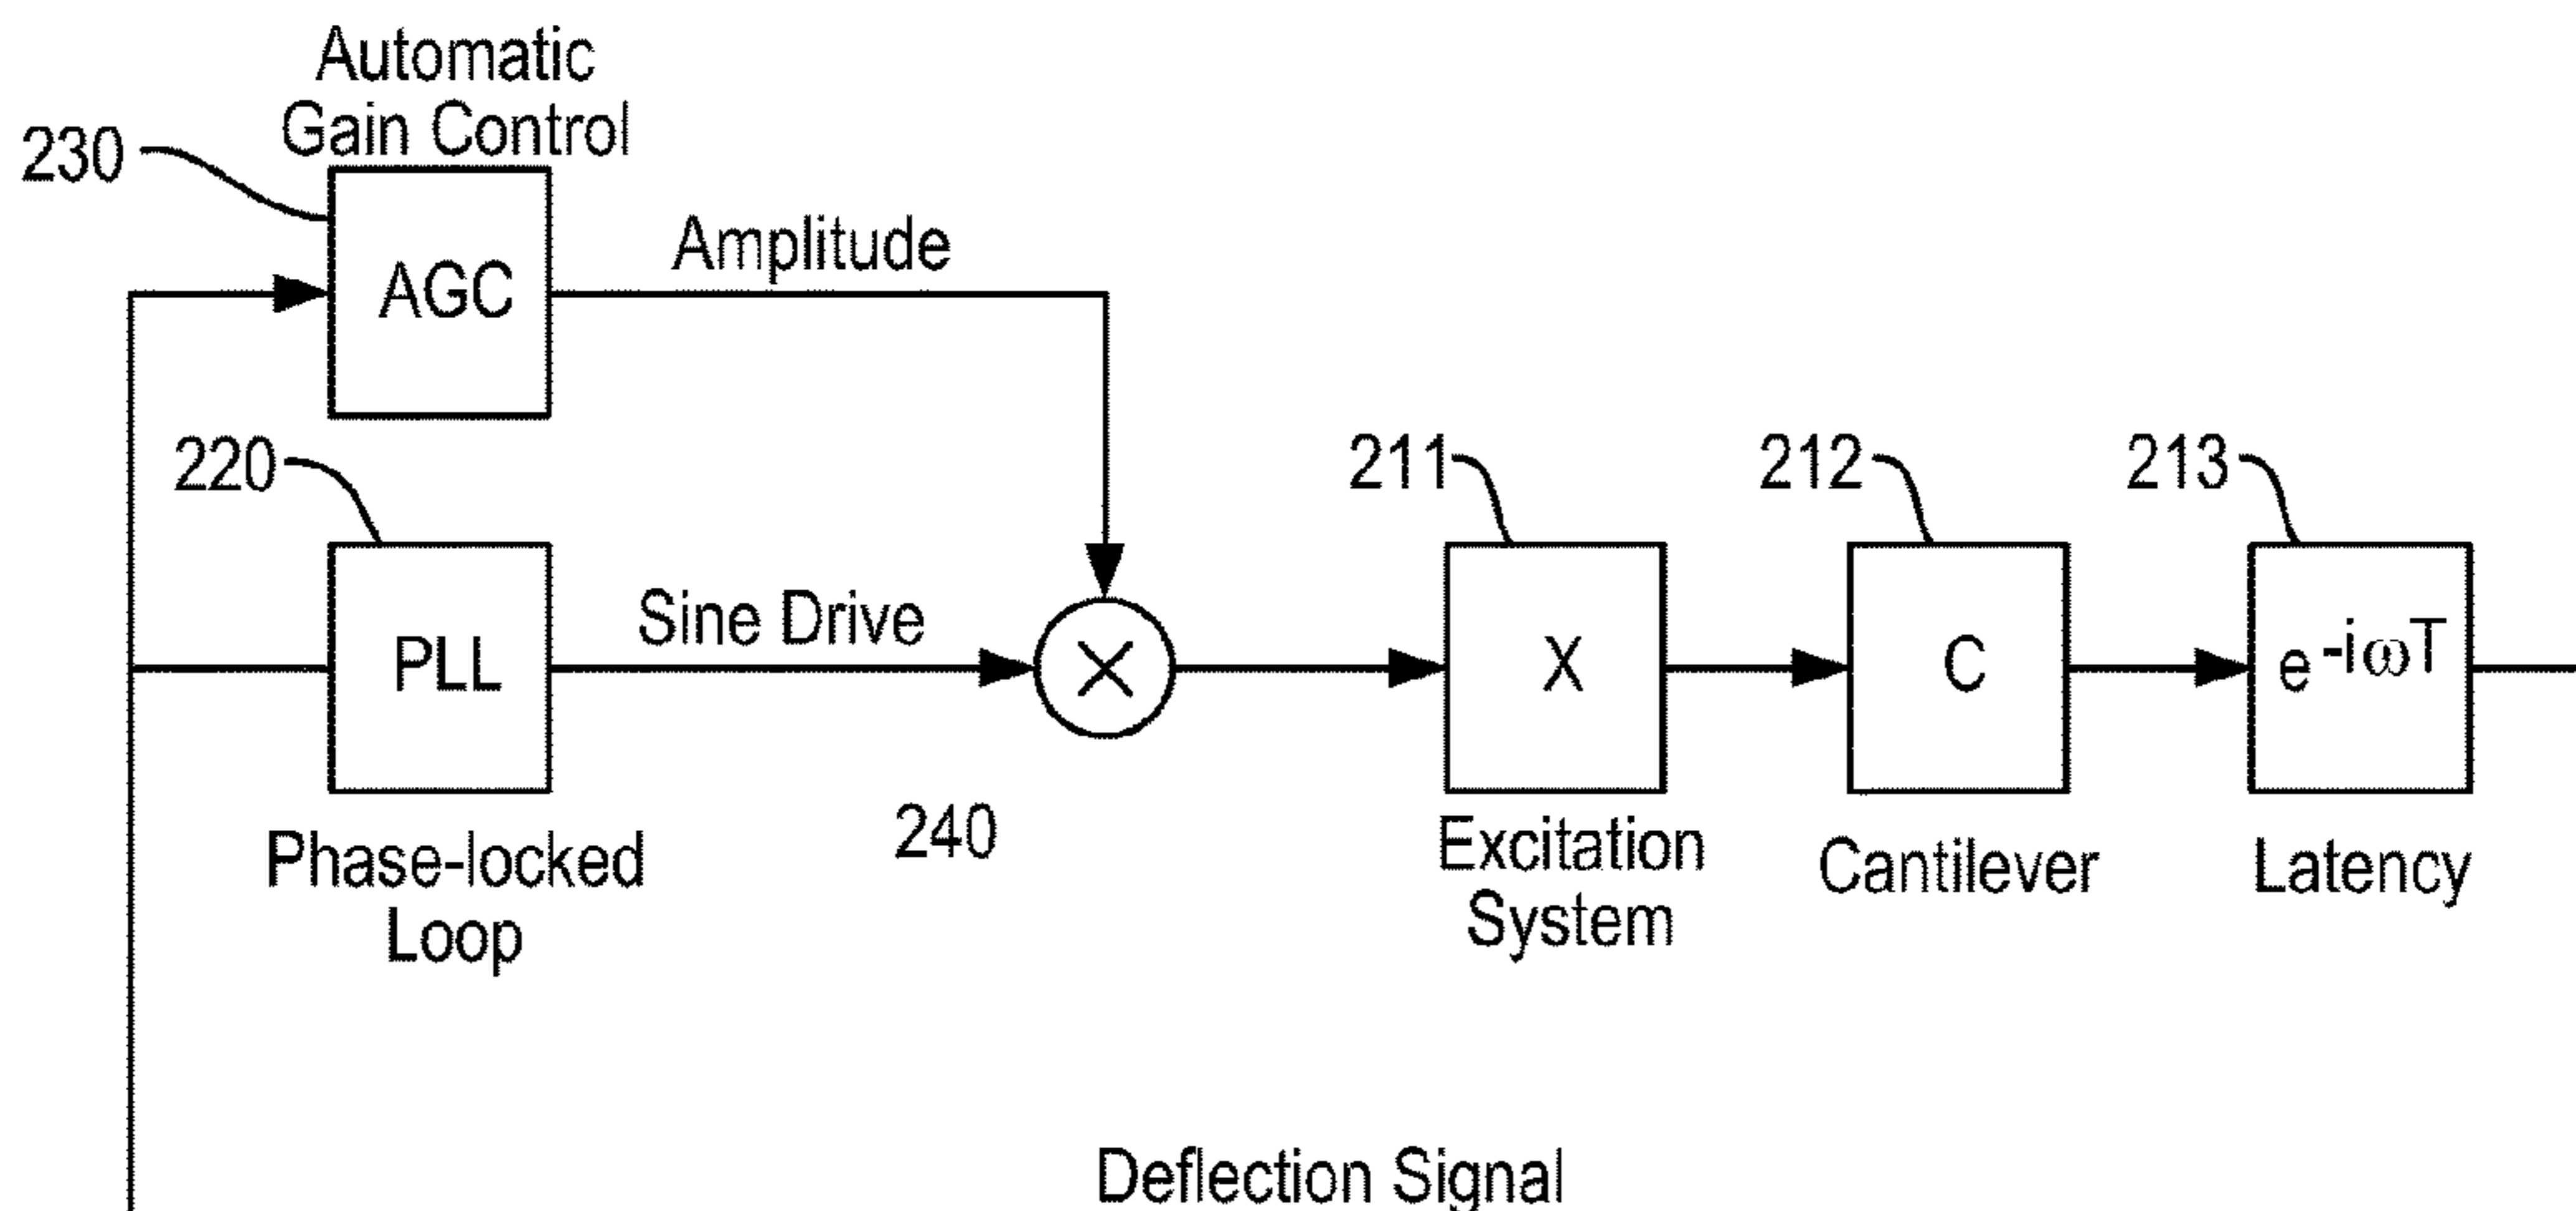 Automatic
Gain Control
230
AGC
Amplitude
220
PLL
Sine Drive
Phase-locked
Loop
240
211
X
Excitation
System
212
C
Cantilever
213
e^-iωT
Latency
Deflection Signal